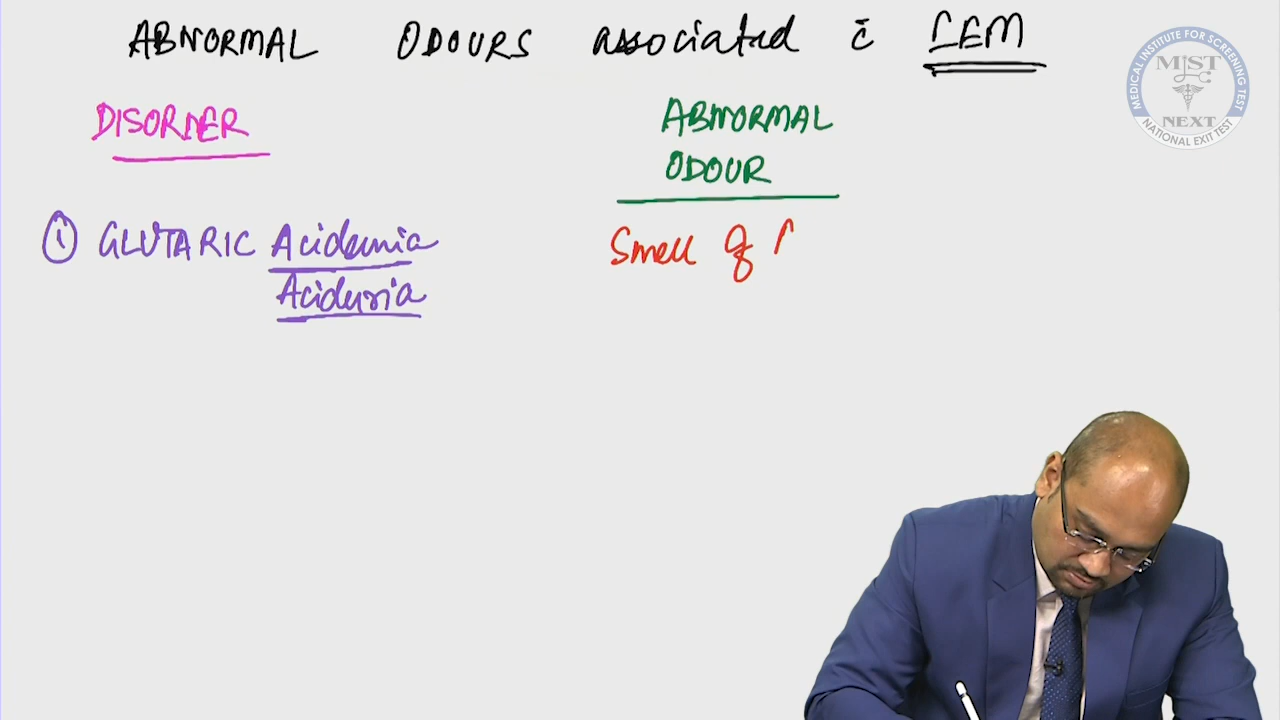 ABNORMAL ODOURS associated c̄ IEM
DISORDER
ABNORMAL
ODOUR
① GLUTARIC Acidemia
Aciduria
Smell of
MEDICAL INSTITUTE FOR SCREENING TEST
MIST
NEXT
NATIONAL EXIT TEST